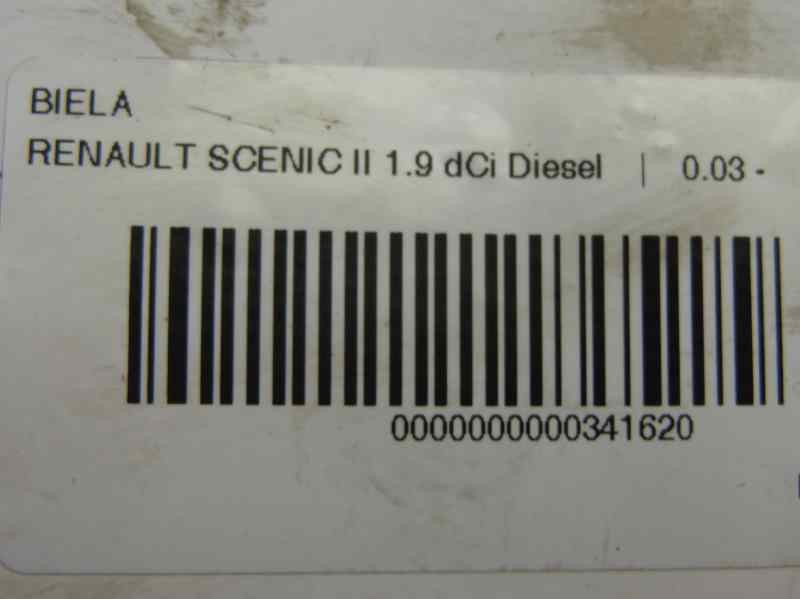 BIELA
RENAULT SCENIC II 1.9 dCi Diesel | 0.03 -
0000000000341620